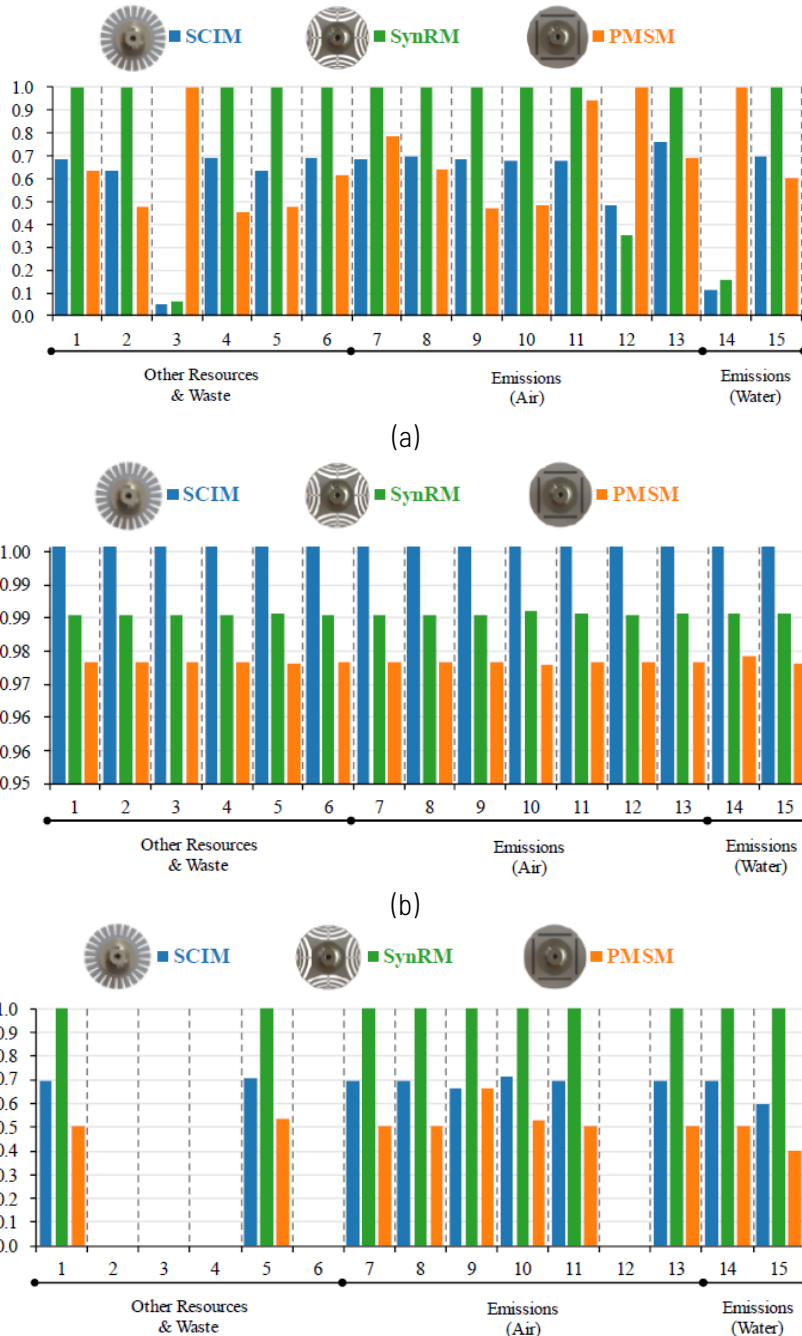 SCIM SynRM PMSM
1.0
0.9
0.8
0.7
0.6
0.5
0.4
0.3
0.2
0.1
0.0
1 2 3 4 5 6 7 8 9 10 11 12 13 14 15
Other Resources
& Waste
Emissions
(Air)
Emissions
(Water)
(a)
SCIM SynRM PMSM
1.00
0.99
0.99
0.98
0.97
0.96
0.96
0.95
1 2 3 4 5 6 7 8 9 10 11 12 13 14 15
Other Resources
& Waste
Emissions
(Air)
Emissions
(Water)
(b)
SCIM SynRM PMSM
1.0
0.9
0.8
0.7
0.6
0.5
0.4
0.3
0.2
0.1
0.0
1 2 3 4 5 6 7 8 9 10 11 12 13 14 15
Other Resources
& Waste
Emissions
(Air)
Emissions
(Water)